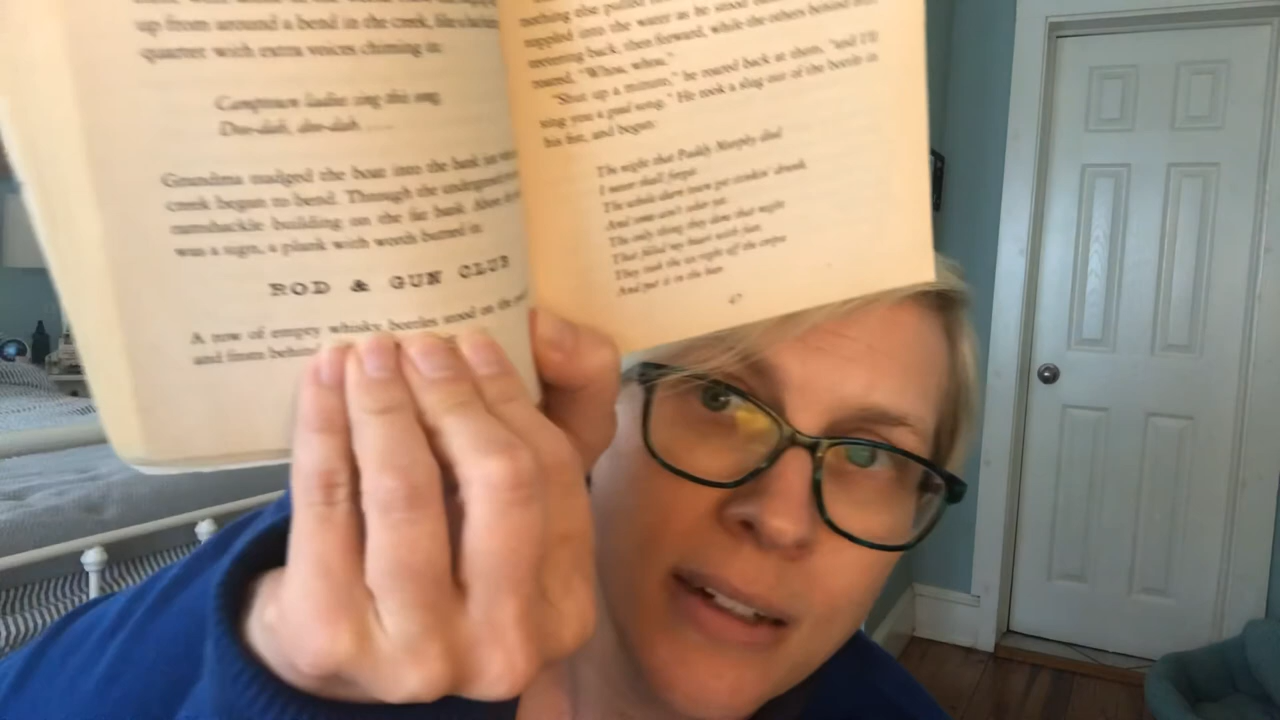 up from around a bend in the creek, like a
quarter with extra voices chiming in:
Camptown ladies sing this song,
Doo-dah, doo-dah . . . .
Grandma nudged the boat into the bank
creek began to bend. Through the
ramshackle building on the far bank.
was a sign, a plank with words burned in
ROD & GUN CLUB
A row of empty whisky bottles stood on the
and from behind
nothing else pulled
toppled into the water as he stood
teetering back, then forward, while the others behind him
roared, "Whoa, whoa,"
"Shut up a minute," he roared back at them, "and I'll
sing you a good song." He took a slug out of the bottle in
his fist, and began:
The night that Paddy Murphy died
I never shall forget.
The whole damn town got stinkin' drunk
And some ain't sober yet.
The only thing they done that night
That filled my heart with fear,
They took the ice right off the corpse
And put it in the beer.
47